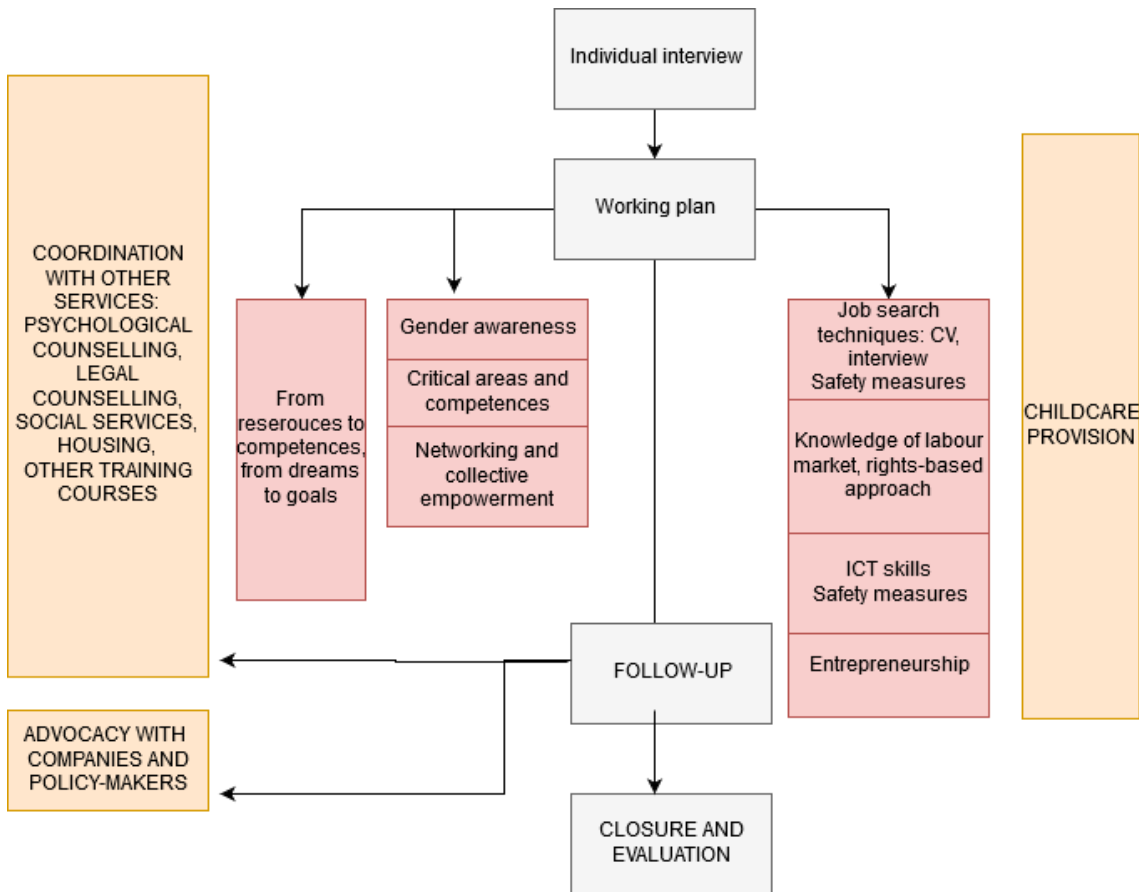 Individual interview
Working plan
COORDINATION
WITH OTHER
SERVICES:
PSYCHOLOGICAL
COUNSELLING,
LEGAL
COUNSELLING,
SOCIAL SERVICES,
HOUSING,
OTHER TRAINING
COURSES
From
reserouces to
competences,
from dreams
to goals
Gender awareness
Critical areas and
competences
Networking and
collective
empowerment
Job search
techniques: CV,
interview
Safety measures
Knowledge of labour
market, rights-based
approach
ICT skills
Safety measures
Entrepreneurship
CHILDCARE
PROVISION
FOLLOW-UP
ADVOCACY WITH
COMPANIES AND
POLICY-MAKERS
CLOSURE AND
EVALUATION